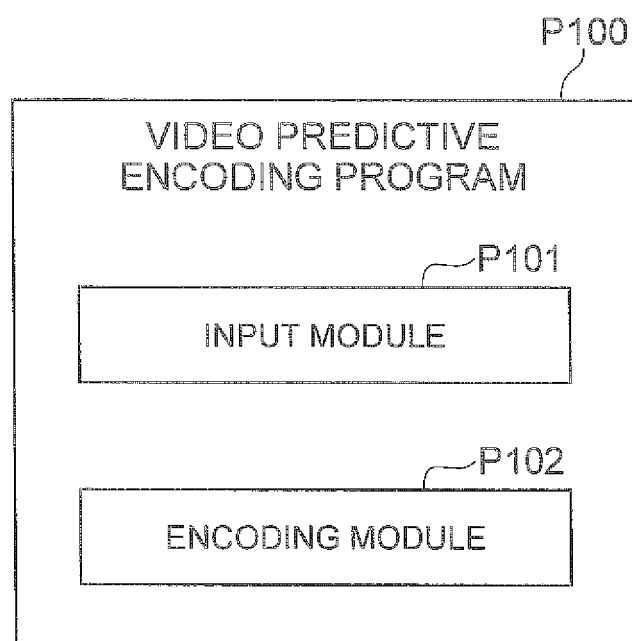 P100
VIDEO PREDICTIVE
ENCODING PROGRAM
P101
INPUT MODULE
P102
ENCODING MODULE